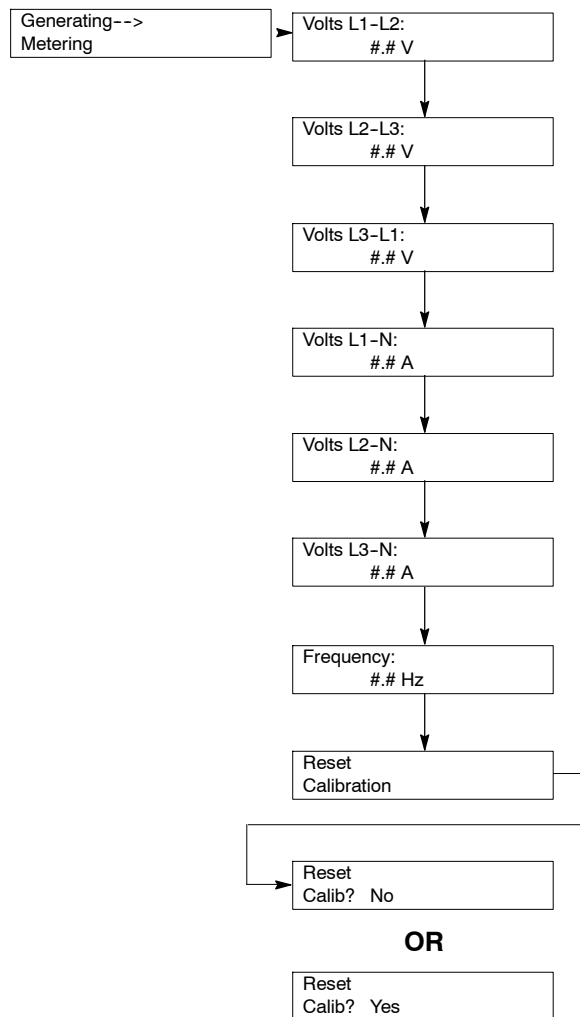 Generating-->
Metering
Volts L1-L2:
#.# V
Volts L2-L3:
#.# V
Volts L3-L1:
#.# V
Volts L1-N:
#.# A
Volts L2-N:
#.# A
Volts L3-N:
#.# A
Frequency:
#.# Hz
Reset
Calibration
Reset
Calib? No
OR
Reset
Calib? Yes